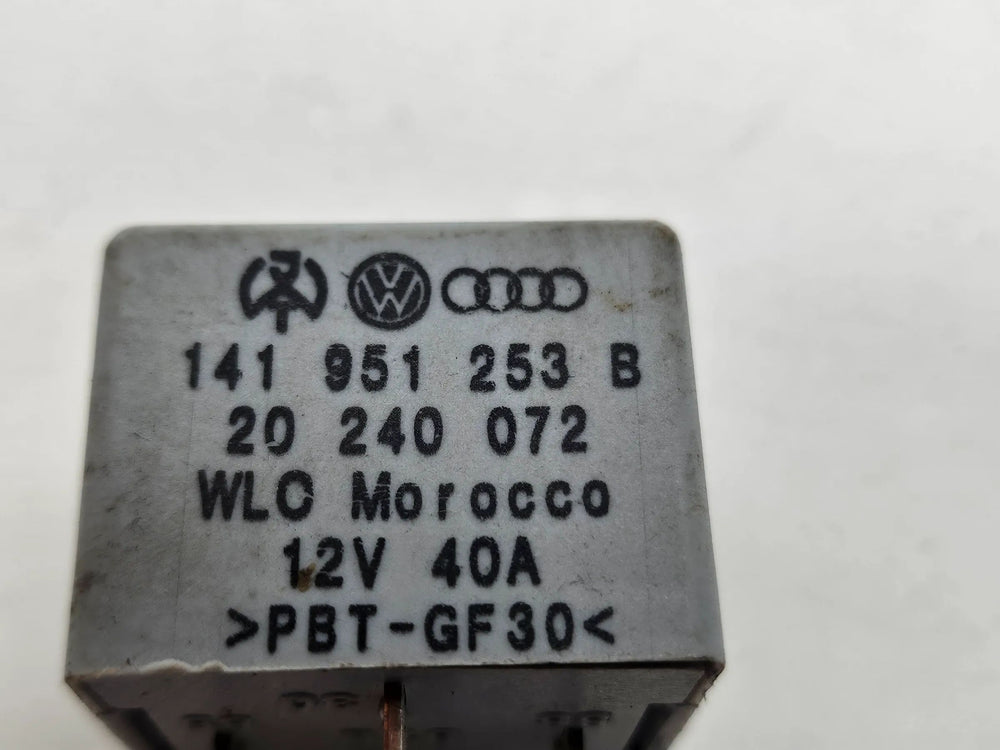 141 951 253 B
20 240 072
WLC Morocco
12V 40A
>PBT-GF30<